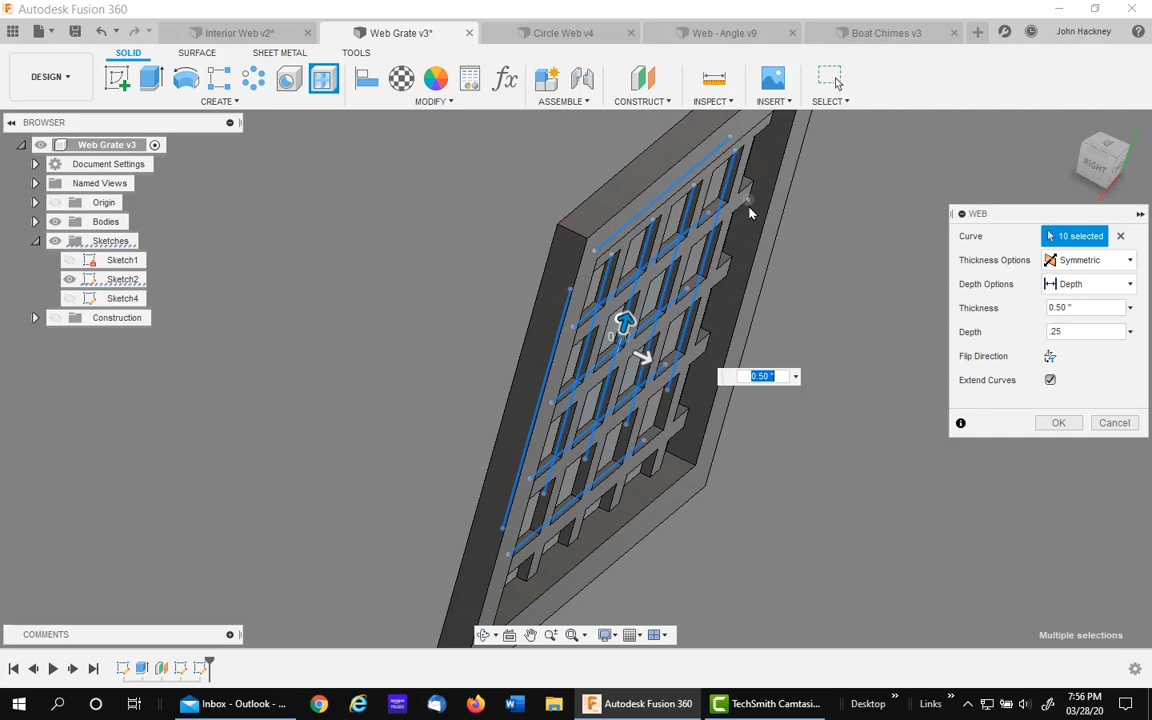 Autodesk Fusion 360
Interior Web v2*
Web Grate v3*
Circle Web v4
Web - Angle v9
Boat Chimes v3
John Hackney
SOLID
SURFACE
SHEET METAL
TOOLS
DESIGN
CREATE
MODIFY
ASSEMBLE
CONSTRUCT
INSPECT
INSERT
SELECT
BROWSER
Web Grate v3
Document Settings
Named Views
Origin
Bodies
Sketches
Sketch1
Sketch2
Sketch4
Construction
RIGHT
WEB
Curve
10 selected
Thickness Options
Symmetric
Depth Options
Depth
Thickness
0.50 "
Depth
.25
Flip Direction
Extend Curves
OK
Cancel
0.50 "
COMMENTS
Multiple selections
Inbox - Outlook - ...
Autodesk Fusion 360
TechSmith Camtasi...
Desktop
Links
7:56 PM
03/28/20